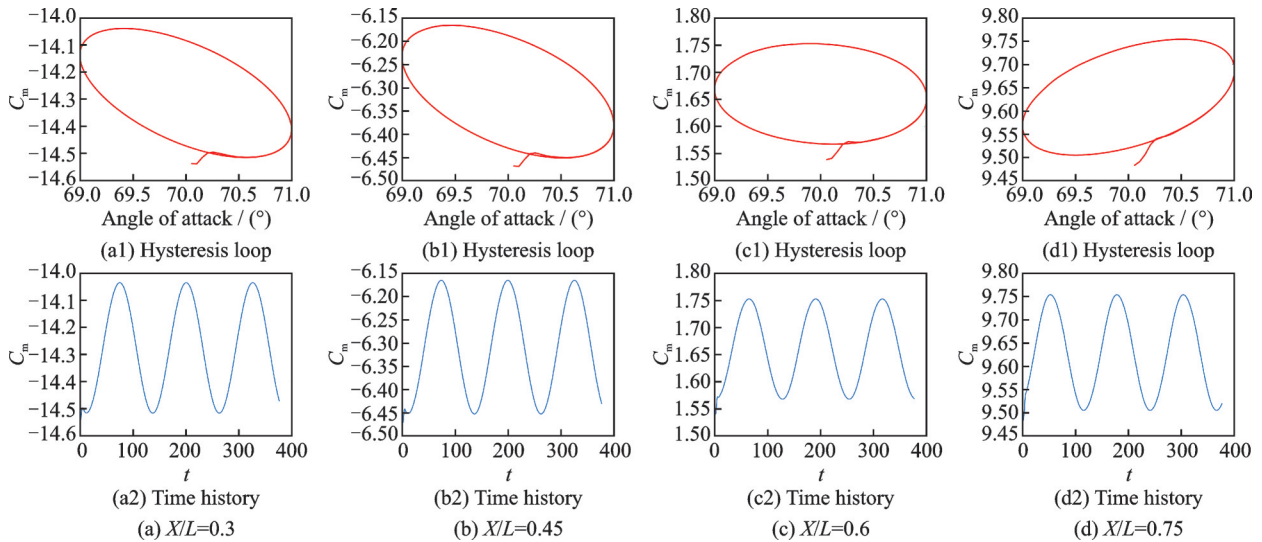 −14.0
−14.1
−14.2
−14.3
−14.4
−14.5
−14.6
Cm
69.0 69.5 70.0 70.5 71.0
Angle of attack / (°)
(a1) Hysteresis loop
−6.15
−6.20
−6.25
−6.30
−6.35
−6.40
−6.45
−6.50
Cm
69.0 69.5 70.0 70.5 71.0
Angle of attack / (°)
(b1) Hysteresis loop
1.80
1.75
1.70
1.65
1.60
1.55
1.50
Cm
69.0 69.5 70.0 70.5 71.0
Angle of attack / (°)
(c1) Hysteresis loop
9.80
9.75
9.70
9.65
9.60
9.55
9.50
9.45
Cm
69.0 69.5 70.0 70.5 71.0
Angle of attack / (°)
(d1) Hysteresis loop
−14.0
−14.1
−14.2
−14.3
−14.4
−14.5
−14.6
Cm
0 100 200 300 400
t
(a2) Time history
(a) X/L=0.3
−6.15
−6.20
−6.25
−6.30
−6.35
−6.40
−6.45
−6.50
Cm
0 100 200 300 400
t
(b2) Time history
(b) X/L=0.45
1.80
1.75
1.70
1.65
1.60
1.55
1.50
Cm
0 100 200 300 400
t
(c2) Time history
(c) X/L=0.6
9.80
9.75
9.70
9.65
9.60
9.55
9.50
9.45
Cm
0 100 200 300 400
t
(d2) Time history
(d) X/L=0.75